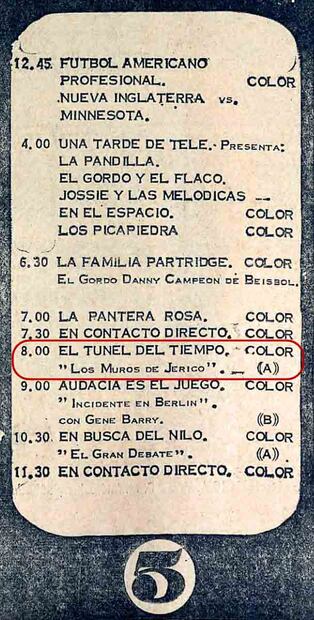 12.45 FUTBOL AMERICANO
PROFESIONAL. COLOR
.NUEVA INGLATERRA VS.
MINNESOTA.
4.00 UNA TARDE DE TELE.-PRESENTA:
LA PANDILLA.
EL GORDO Y EL FLACO.
JOSSIE Y LAS MELODICAS --
EN EL ESPACIO. COLOR
LOS PICAPIEDRA COLOR
6.30 LA FAMILIA PARTRIDGE. COLOR
EL GORDO DANNY CAMPEON DE BEISBOL.
7.00 LA PANTERA ROSA. COLOR
7.30 EN CONTACTO DIRECTO. COLOR
8.00 EL TUNEL DEL TIEMPO. - COLOR
"LOS MUROS DE JERICO". _ ((A))
9.00 AUDACIA ES EL JUEGO. COLOR
"INCIDENTE EN BERLIN".
CON GENE BARRY. ((B))
10.30 EN BUSCA DEL NILO. COLOR
"EL GRAN DEBATE". ((A))
11.30 EN CONTACTO DIRECTO. COLOR
5